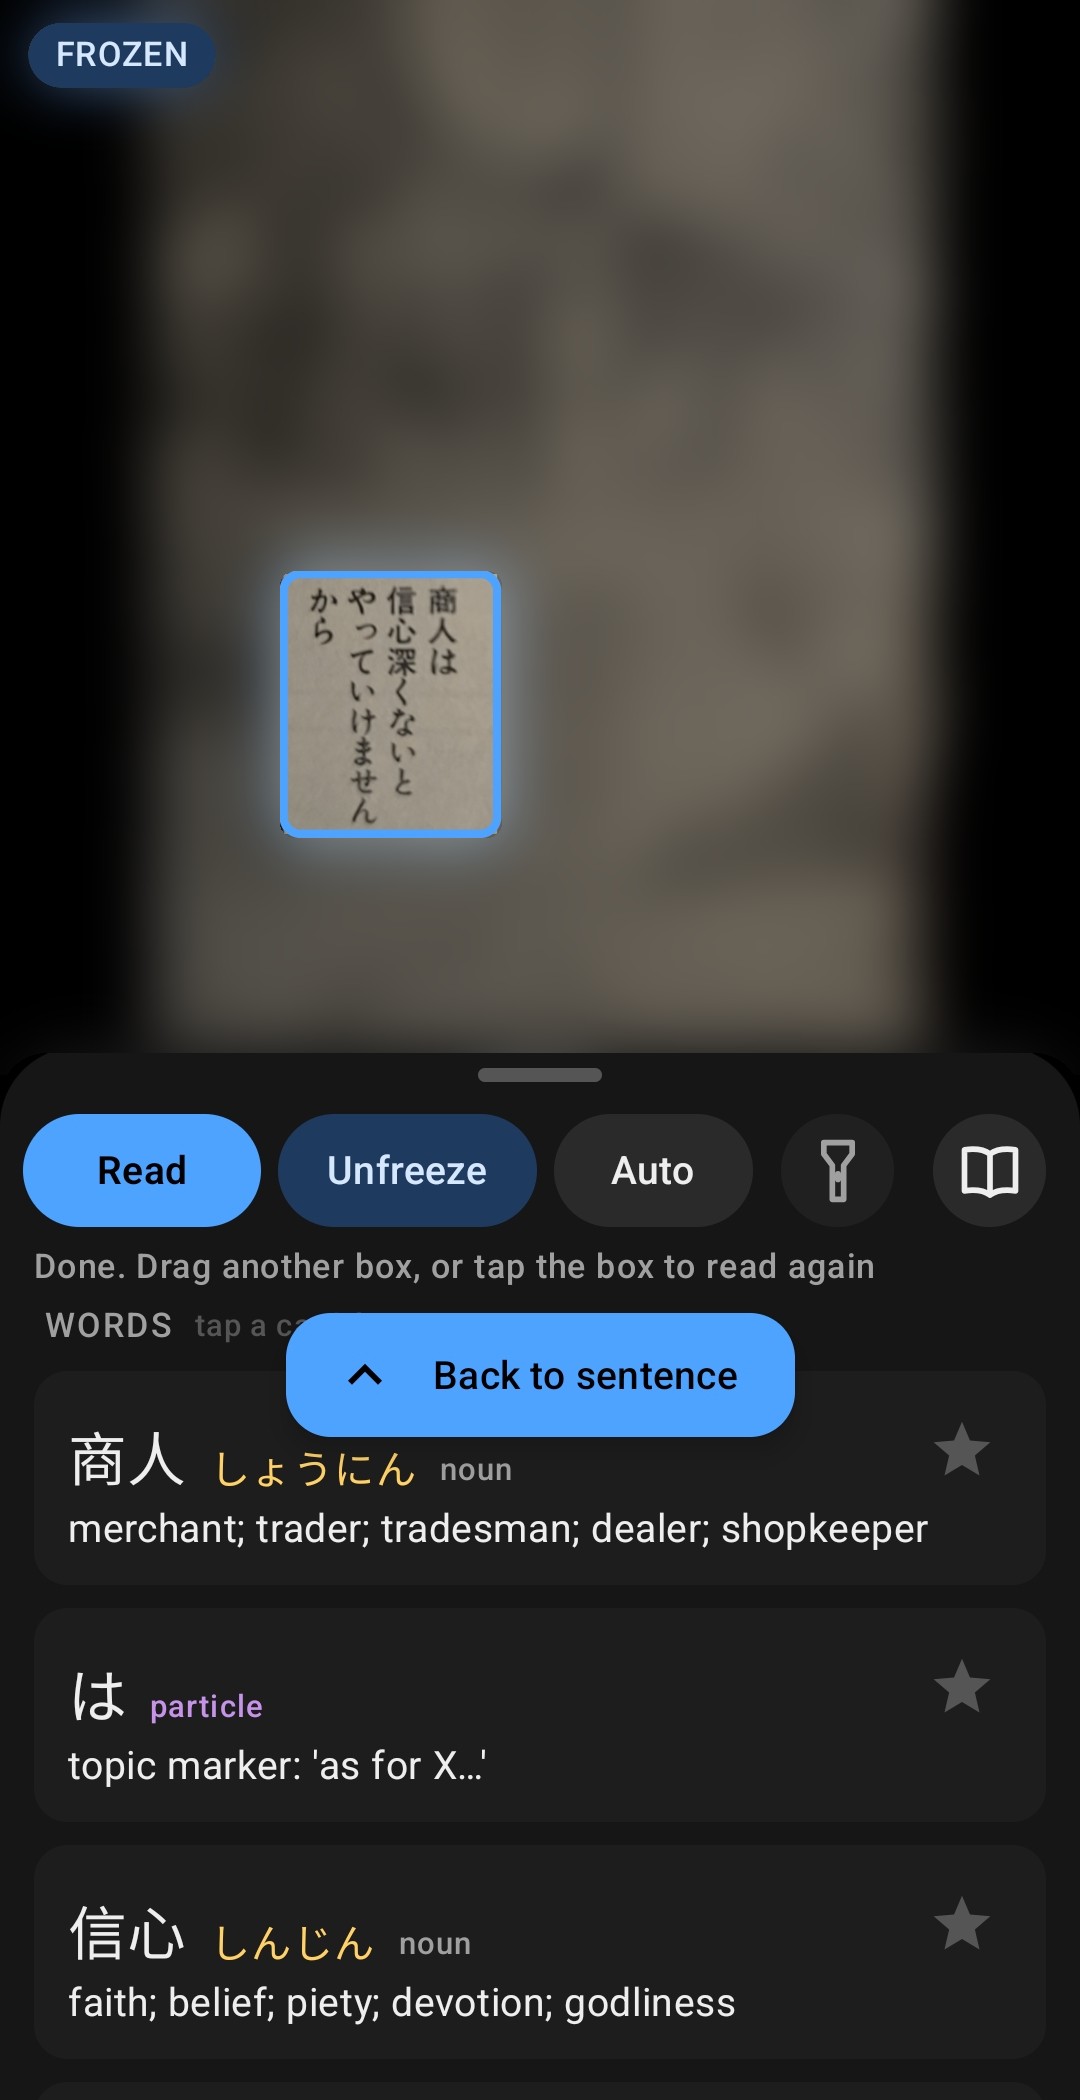 FROZEN
商人は
信心深くないと
やっていけません
から
Read
Unfreeze
Auto
Done. Drag another box, or tap the box to read again
WORDS tap a ca
Back to sentence
商人 しょうにん noun
merchant; trader; tradesman; dealer; shopkeeper
は particle
topic marker: 'as for X…'
信心 しんじん noun
faith; belief; piety; devotion; godliness